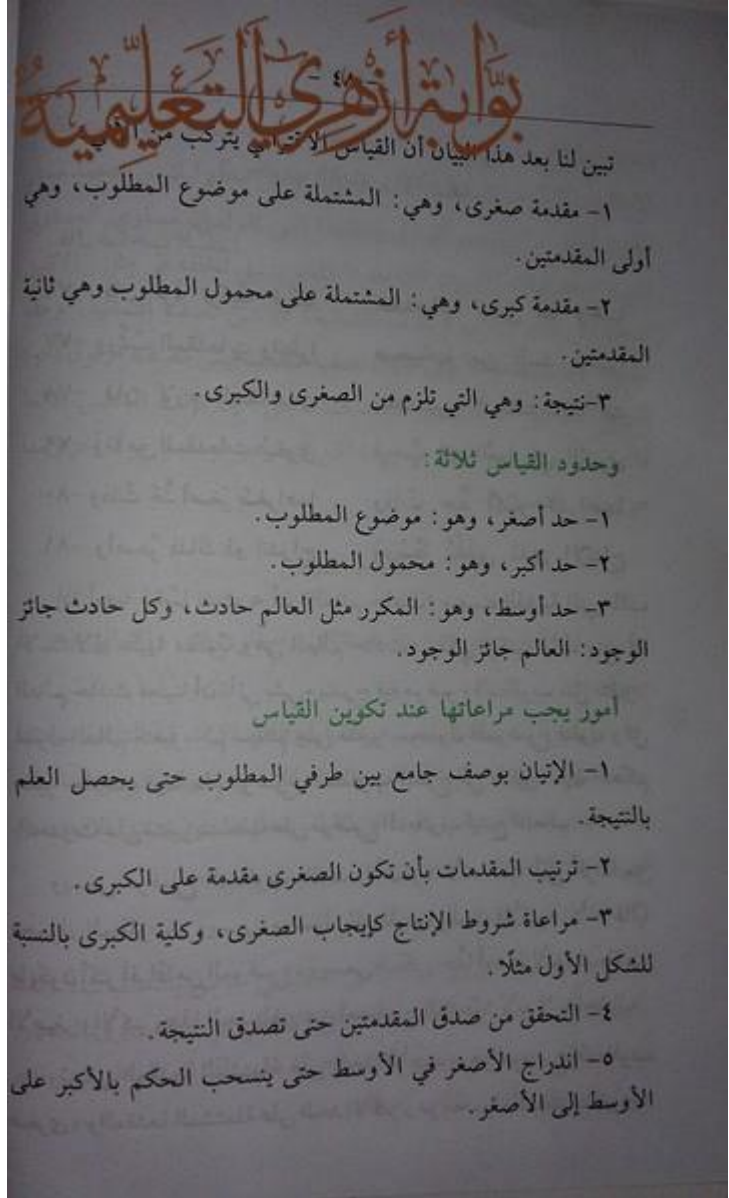 بوابة أزهري التعليمية
- ٤٨ -
تبين لنا بعد هذا البيان أن القياس الاقتراني يتركب من
١- مقدمة صغرى، وهي: المشتملة على موضوع المطلوب، وهي
أولى المقدمتين.
٢- مقدمة كبرى، وهي: المشتملة على محمول المطلوب وهي ثانية
المقدمتين.
٣-نتيجة: وهي التي تلزم من الصغرى والكبرى.
وحدود القياس ثلاثة:
١- حد أصغر، وهو: موضوع المطلوب.
٢- حد أكبر، وهو: محمول المطلوب.
٣- حد أوسط، وهو: المكرر مثل العالم حادث، وكل حادث جائز
الوجود: العالم جائز الوجود.
أمور يجب مراعاتها عند تكوين القياس
١- الإتيان بوصف جامع بين طرفي المطلوب حتى يحصل العلم
بالنتيجة.
٢- ترتيب المقدمات بأن تكون الصغرى مقدمة على الكبرى.
٣- مراعاة شروط الإنتاج كإيجاب الصغرى، وكلية الكبرى بالنسبة
للشكل الأول مثلًا.
٤- التحقق من صدق المقدمتين حتى تصدق النتيجة.
٥- اندراج الأصغر في الأوسط حتى ينسحب الحكم بالأكبر على
الأوسط إلى الأصغر.